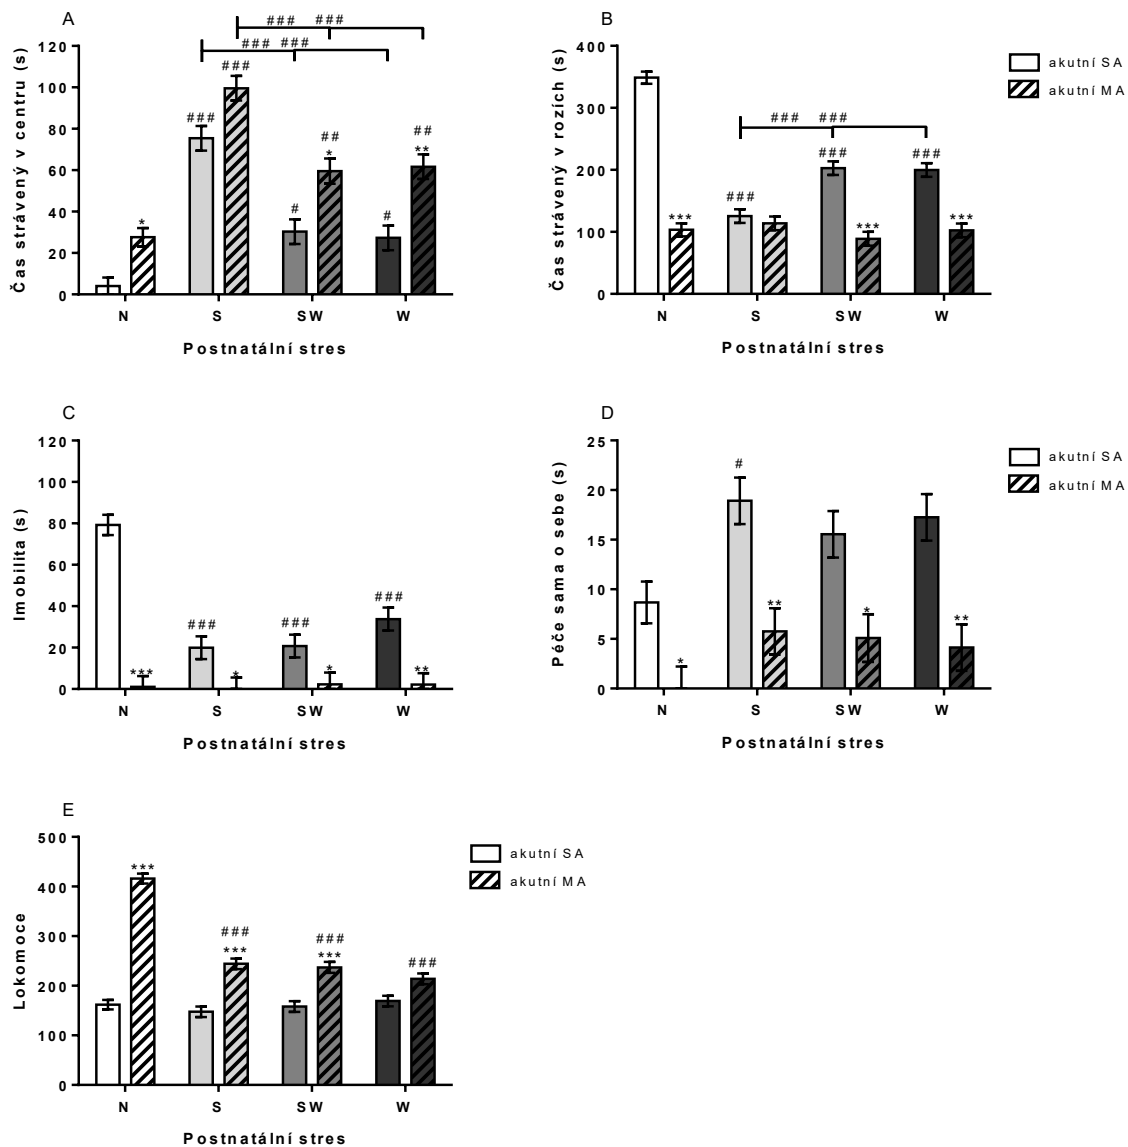 A
Čas strávený v centru (s)
120
100
80
60
40
20
0
### ###
### ###
###
*
###
#
##
*
#
##
**
N S SW W
Postnatální stres
B
Čas strávený v rozích (s)
400
300
200
100
0
### ###
***
###
###
***
###
***
N S SW W
Postnatální stres
akutní SA
akutní MA
C
Imobilita (s)
120
100
80
60
40
20
0
***
###
*
###
*
###
**
N S SW W
Postnatální stres
D
Péče sama o sebe (s)
25
20
15
10
5
0
*
#
**
*
**
N S SW W
Postnatální stres
akutní SA
akutní MA
E
Lokomoce
500
400
300
200
100
0
***
###
***
###
***
###
N S SW W
Postnatální stres
akutní SA
akutní MA